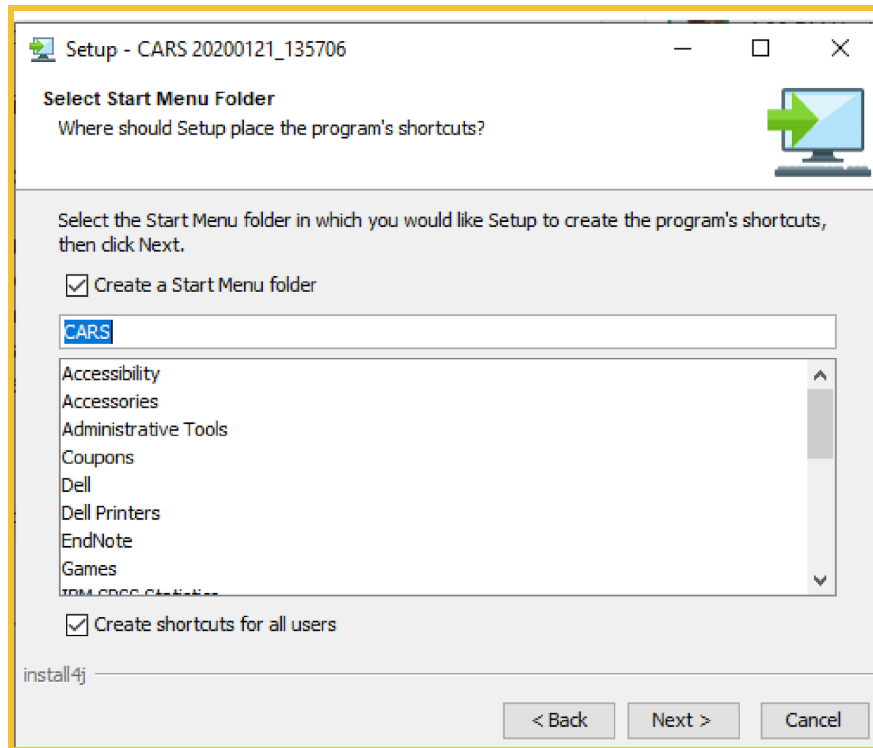 Setup - CARS 20200121_135706
Select Start Menu Folder
Where should Setup place the program's shortcuts?
Select the Start Menu folder in which you would like Setup to create the program's shortcuts,
then click Next.
Create a Start Menu folder
CARS
Accessibility
Accessories
Administrative Tools
Coupons
Dell
Dell Printers
EndNote
Games
IBM SPSS Statistics
Create shortcuts for all users
install4j
< Back
Next >
Cancel